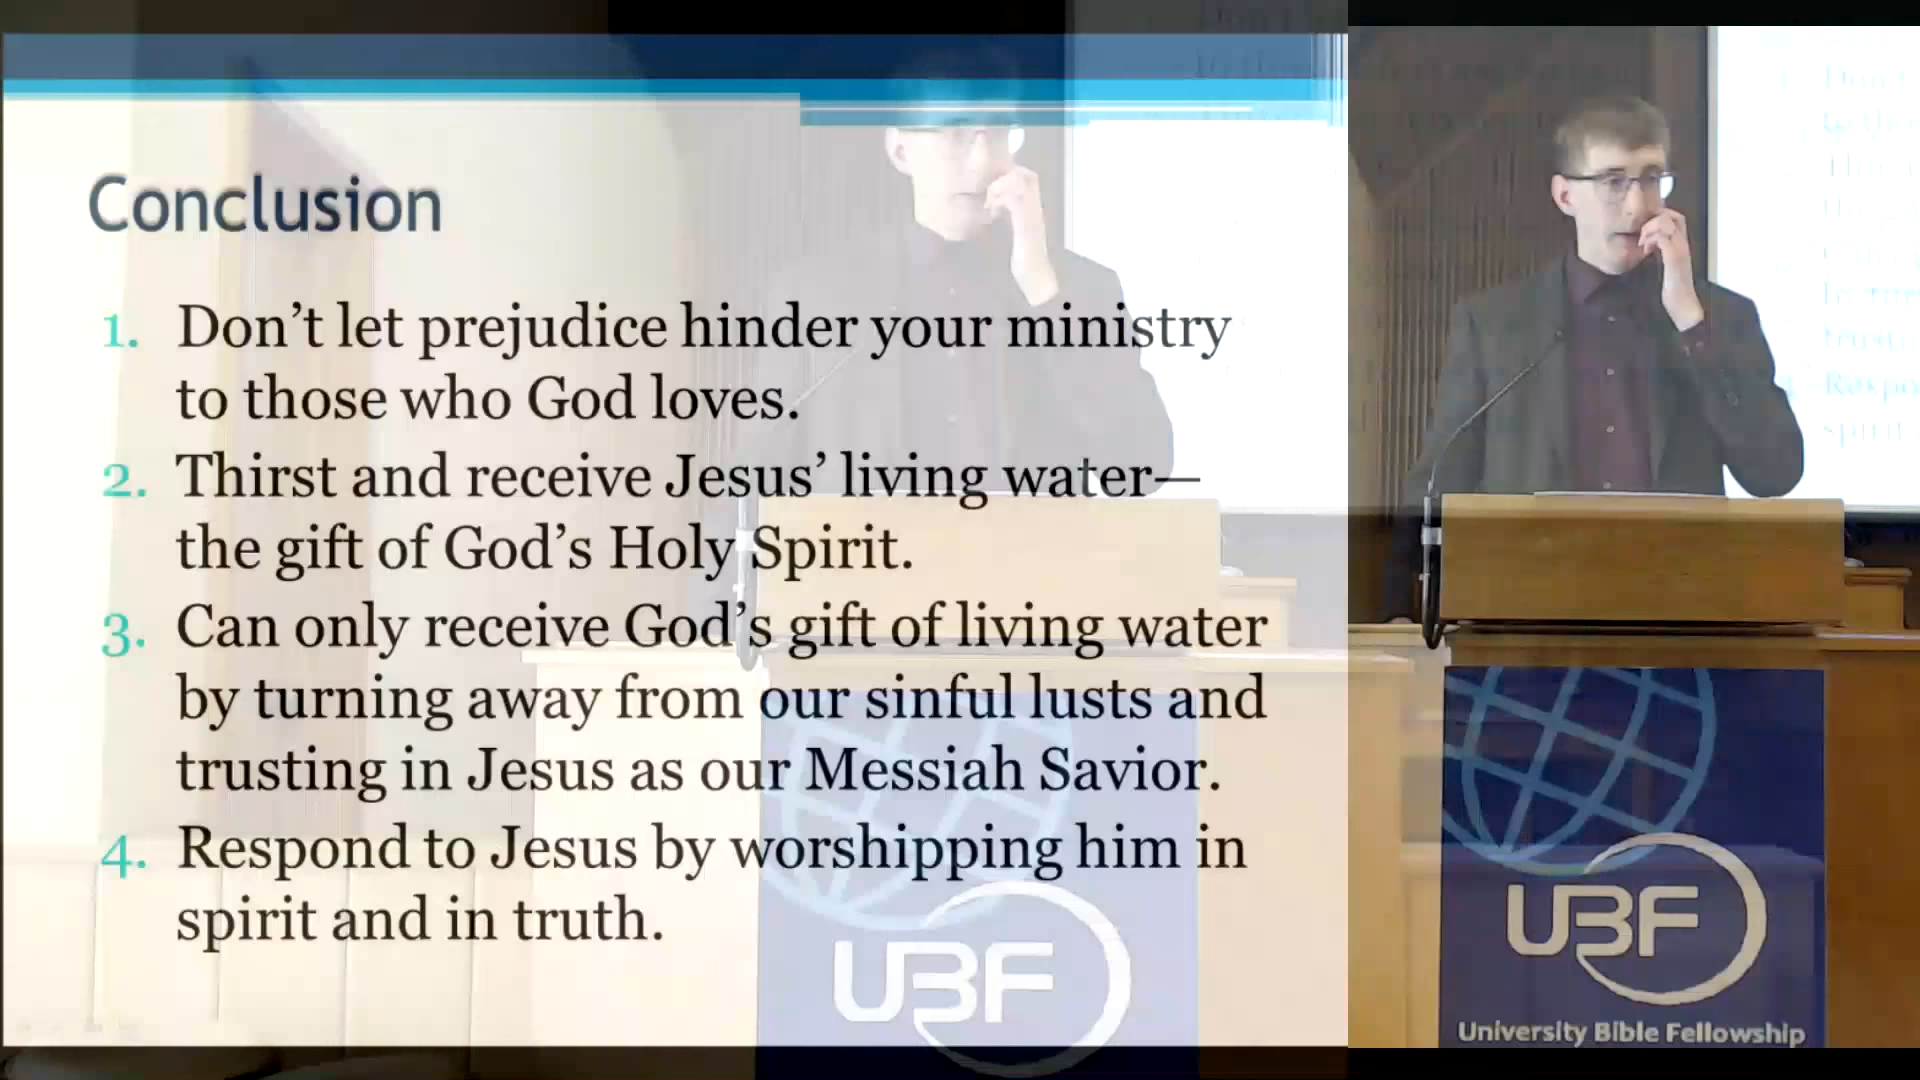 Conclusion
1. Don’t let prejudice hinder your ministry
to those who God loves.
2. Thirst and receive Jesus’ living water—
the gift of God’s Holy Spirit.
3. Can only receive God’s gift of living water
by turning away from our sinful lusts and
trusting in Jesus as our Messiah Savior.
4. Respond to Jesus by worshipping him in
spirit and in truth.
UBF
UBF
University Bible Fellowship